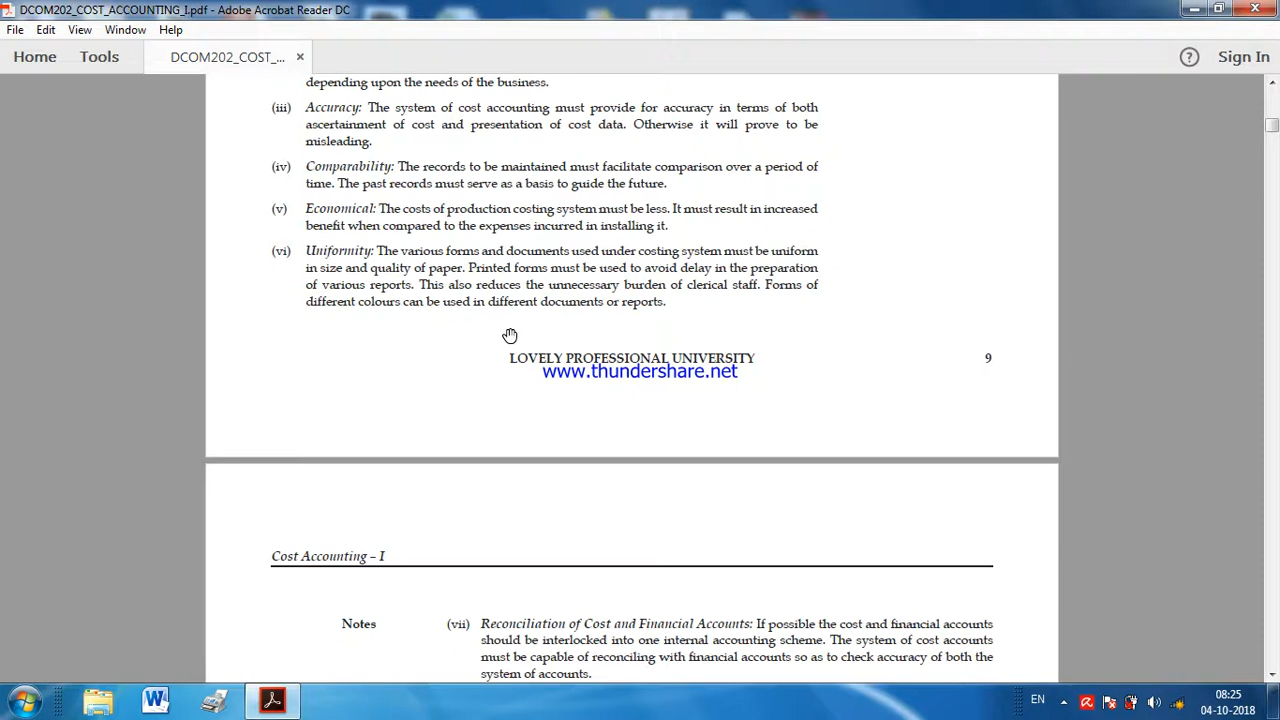 DCOM202_COST_ACCOUNTING_I.pdf - Adobe Acrobat Reader DC
File Edit View Window Help
Home Tools DCOM202_COST_... × ? Sign In
depending upon the needs of the business.
(iii) Accuracy: The system of cost accounting must provide for accuracy in terms of both
ascertainment of cost and presentation of cost data. Otherwise it will prove to be
misleading.
(iv) Comparability: The records to be maintained must facilitate comparison over a period of
time. The past records must serve as a basis to guide the future.
(v) Economical: The costs of production costing system must be less. It must result in increased
benefit when compared to the expenses incurred in installing it.
(vi) Uniformity: The various forms and documents used under costing system must be uniform
in size and quality of paper. Printed forms must be used to avoid delay in the preparation
of various reports. This also reduces the unnecessary burden of clerical staff. Forms of
different colours can be used in different documents or reports.
LOVELY PROFESSIONAL UNIVERSITY 9
www.thundershare.net
Cost Accounting – I
Notes (vii) Reconciliation of Cost and Financial Accounts: If possible the cost and financial accounts
should be interlocked into one internal accounting scheme. The system of cost accounts
must be capable of reconciling with financial accounts so as to check accuracy of both the
system of accounts.
EN 08:25
04-10-2018